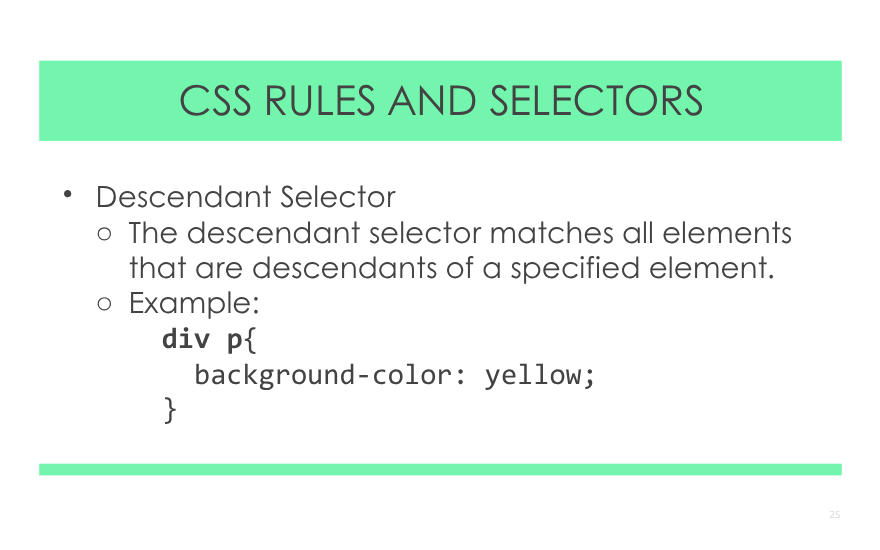 CSS RULES AND SELECTORS
• Descendant Selector
○ The descendant selector matches all elements
that are descendants of a specified element.
○ Example:
div p{
background-color: yellow;
}
25